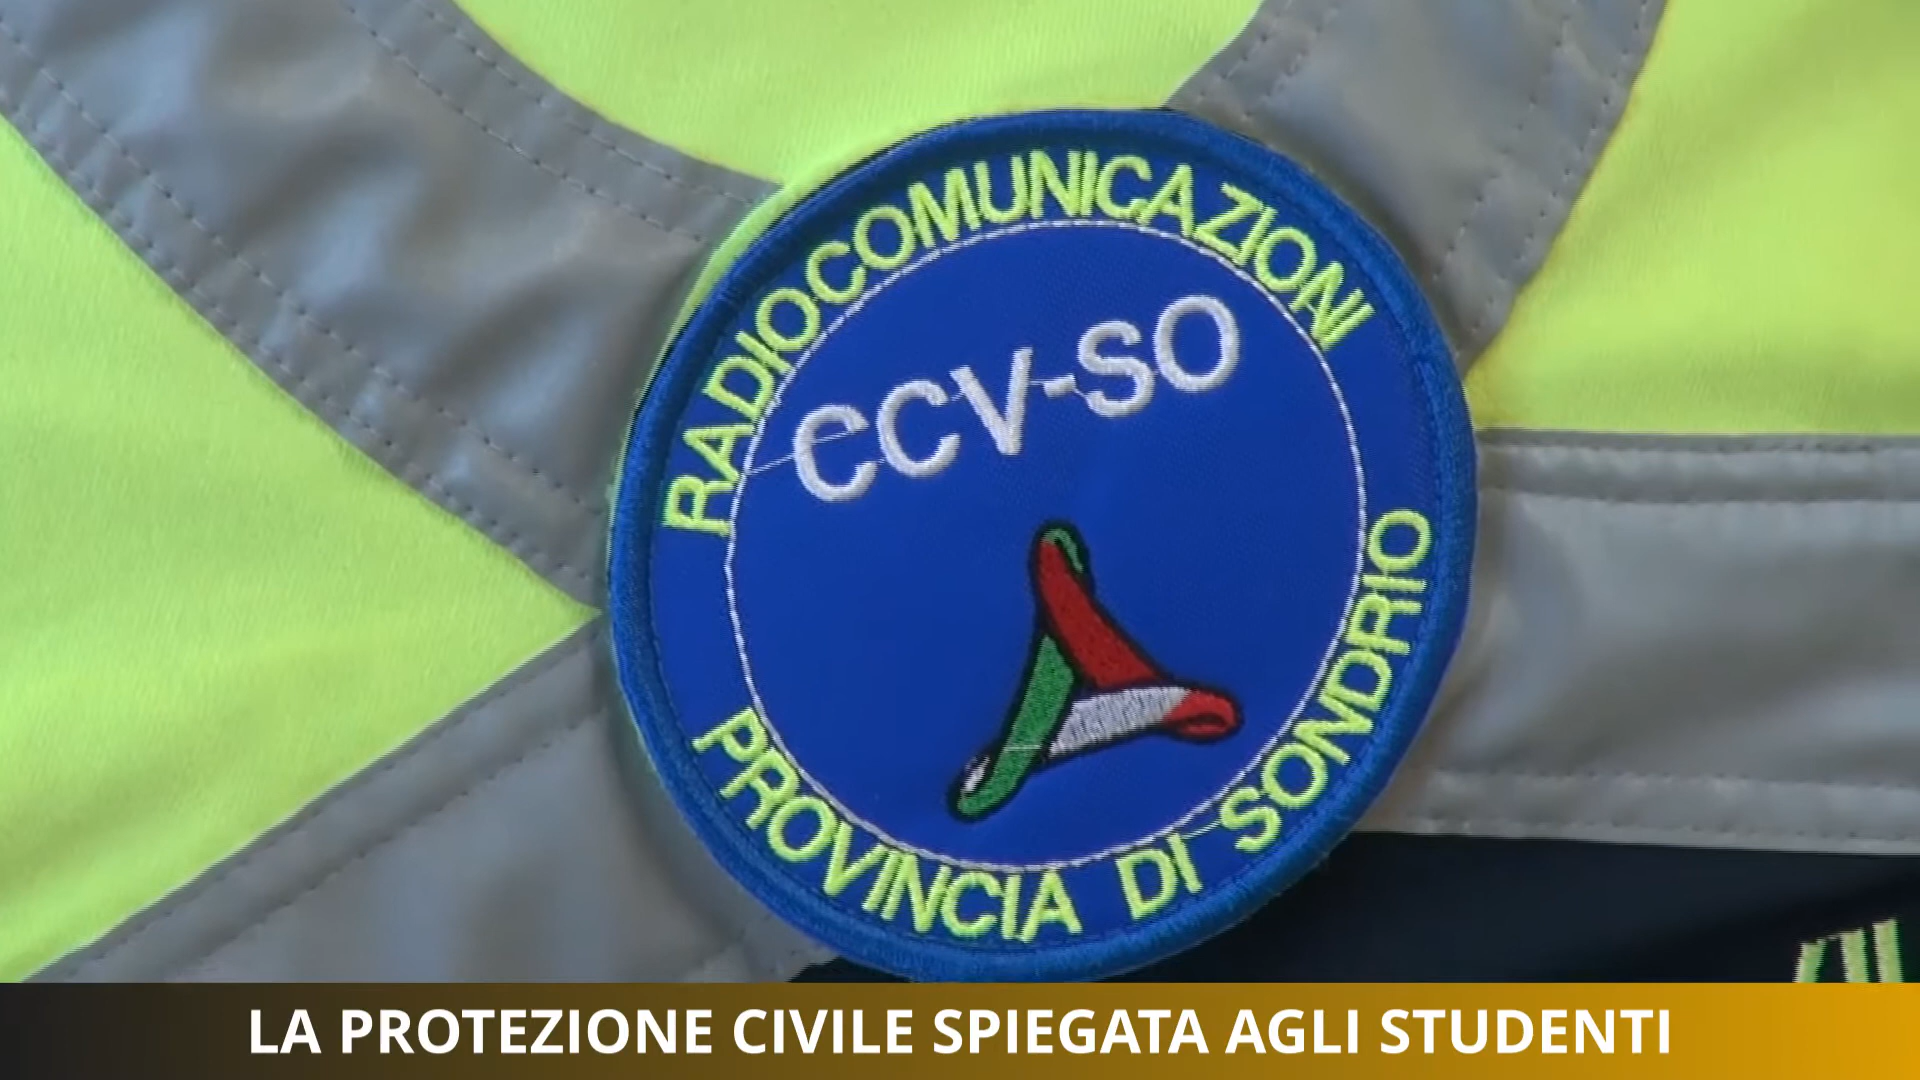 RADIOCOMUNICAZIONI
CCV-SO
PROVINCIA DI SONDRIO
LA PROTEZIONE CIVILE SPIEGATA AGLI STUDENTI